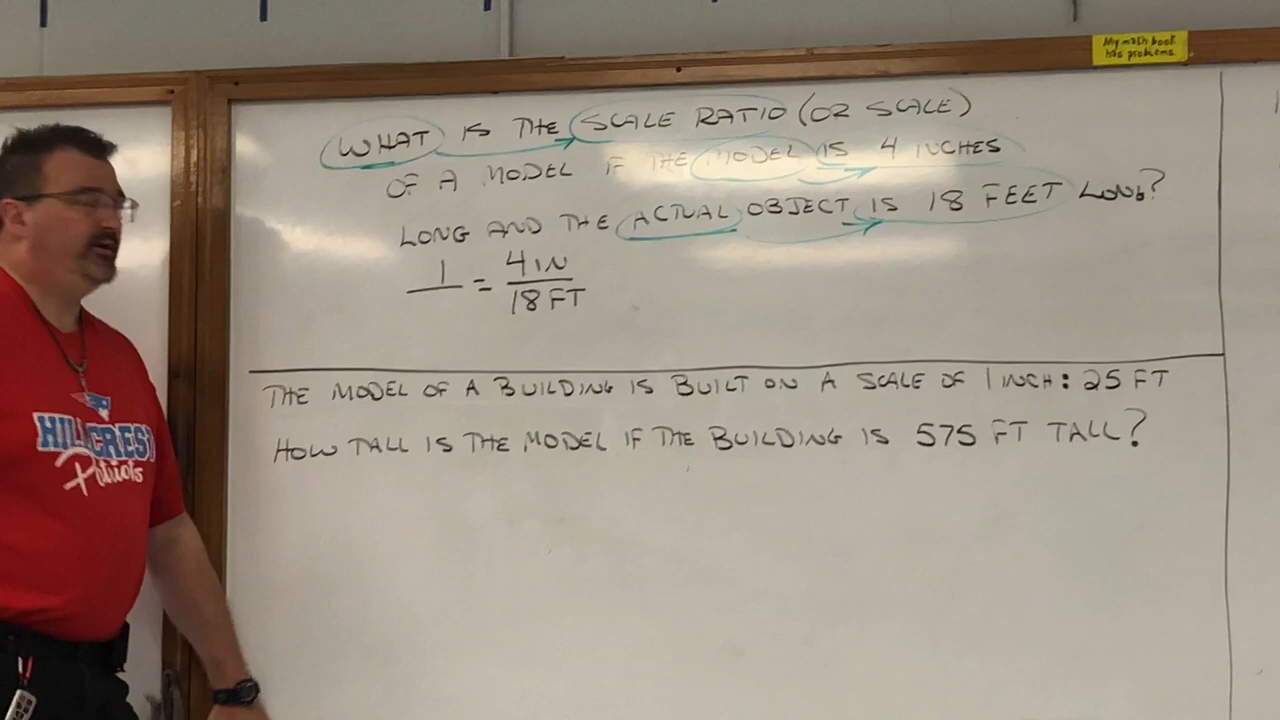 My math book
has problems.
WHAT IS THE SCALE RATIO (OR SCALE)
OF A MODEL IF THE MODEL IS 4 INCHES
LONG AND THE ACTUAL OBJECT IS 18 FEET LONG?
1 = 4IN
18 FT
THE MODEL OF A BUILDING IS BUILT ON A SCALE OF 1 INCH: 25 FT
HOW TALL IS THE MODEL IF THE BUILDING IS 575 FT TALL?
HILLCREST
Patriots